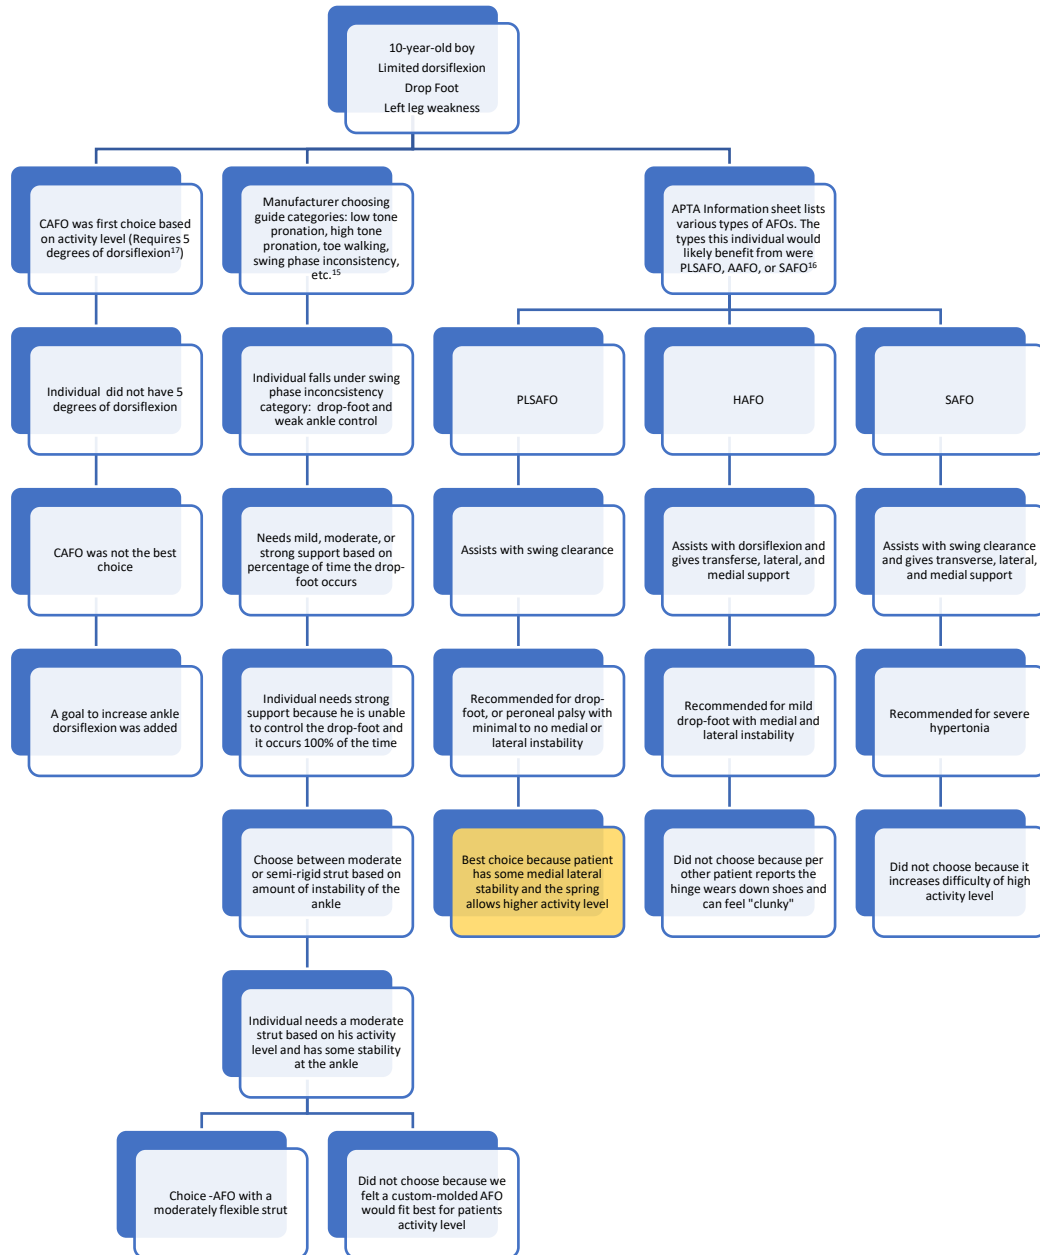 10-year-old boy
Limited dorsiflexion
Drop Foot
Left leg weakness
CAFO was first choice based
on activity level (Requires 5
degrees of dorsiflexion17)
Manufacturer choosing
guide categories: low tone
pronation, high tone
pronation, toe walking,
swing phase inconsistency,
etc.15
APTA Information sheet lists
various types of AFOs. The
types this individual would
likely benefit from were
PLSAFO, AAFO, or SAFO16
Individual did not have 5
degrees of dorsiflexion
Individual falls under swing
phase inconcsistency
category: drop-foot and
weak ankle control
PLSAFO
HAFO
SAFO
CAFO was not the best
choice
Needs mild, moderate, or
strong support based on
percentage of time the drop-
foot occurs
Assists with swing clearance
Assists with dorsiflexion and
gives transferse, lateral, and
medial support
Assists with swing clearance
and gives transverse, lateral,
and medial support
A goal to increase ankle
dorsiflexion was added
Individual needs strong
support because he is unable
to control the drop-foot and
it occurs 100% of the time
Recommended for drop-
foot, or peroneal palsy with
minimal to no medial or
lateral instability
Recommended for mild
drop-foot with medial and
lateral instability
Recommended for severe
hypertonia
Choose between moderate
or semi-rigid strut based on
amount of instability of the
ankle
Best choice because patient
has some medial lateral
stability and the spring
allows higher activity level
Did not choose because per
other patient reports the
hinge wears down shoes and
can feel "clunky"
Did not choose because it
increases difficulty of high
activity level
Individual needs a moderate
strut based on his activity
level and has some stability
at the ankle
Choice -AFO with a
moderately flexible strut
Did not choose because we
felt a custom-molded AFO
would fit best for patients
activity level